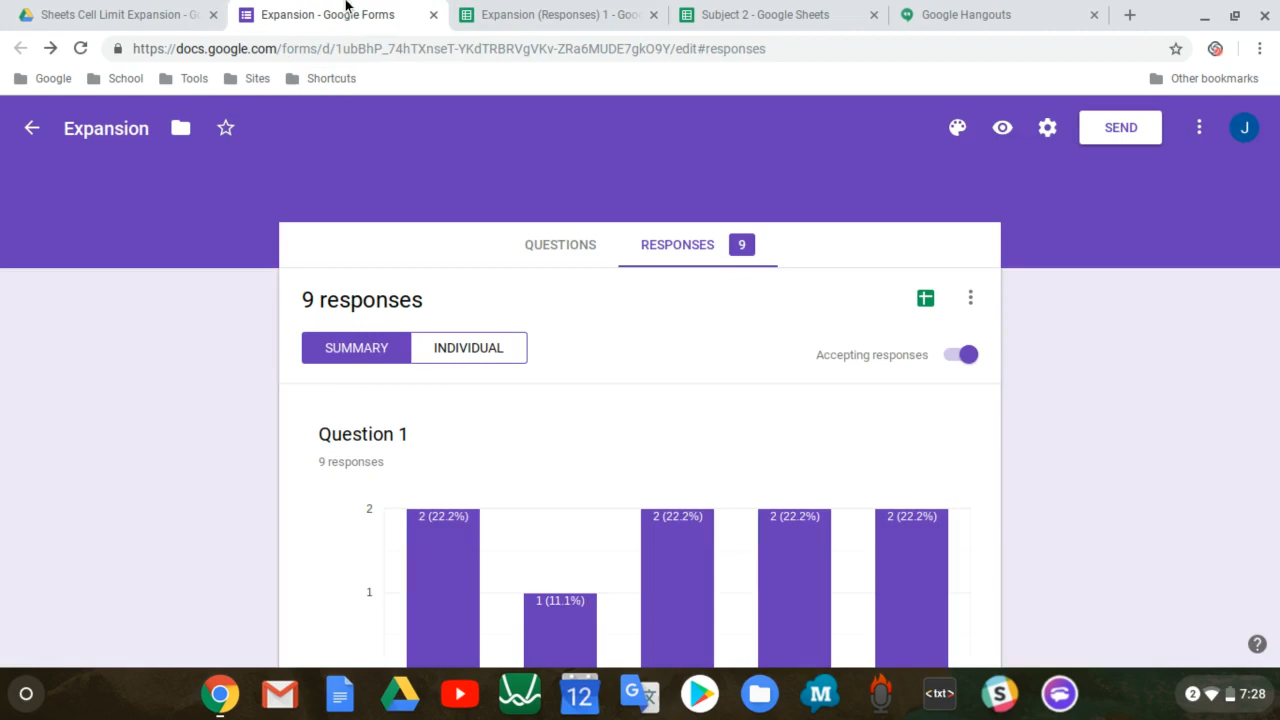 Sheets Cell Limit Expansion - Go
Expansion - Google Forms
Expansion (Responses) 1 - Goo
Subject 2 - Google Sheets
Google Hangouts
https://docs.google.com/forms/d/1ubBhP_74hTXnseT-YKdTRBRVgVKv-ZRa6MUDE7gkO9Y/edit#responses
Google
School
Tools
Sites
Shortcuts
Other bookmarks
Expansion
SEND
J
QUESTIONS
RESPONSES 9
9 responses
SUMMARY
INDIVIDUAL
Accepting responses
Question 1
9 responses
2
2 (22.2%)
2 (22.2%)
2 (22.2%)
2 (22.2%)
1
1 (11.1%)
12
G
M
<txt>
S
2
7:28